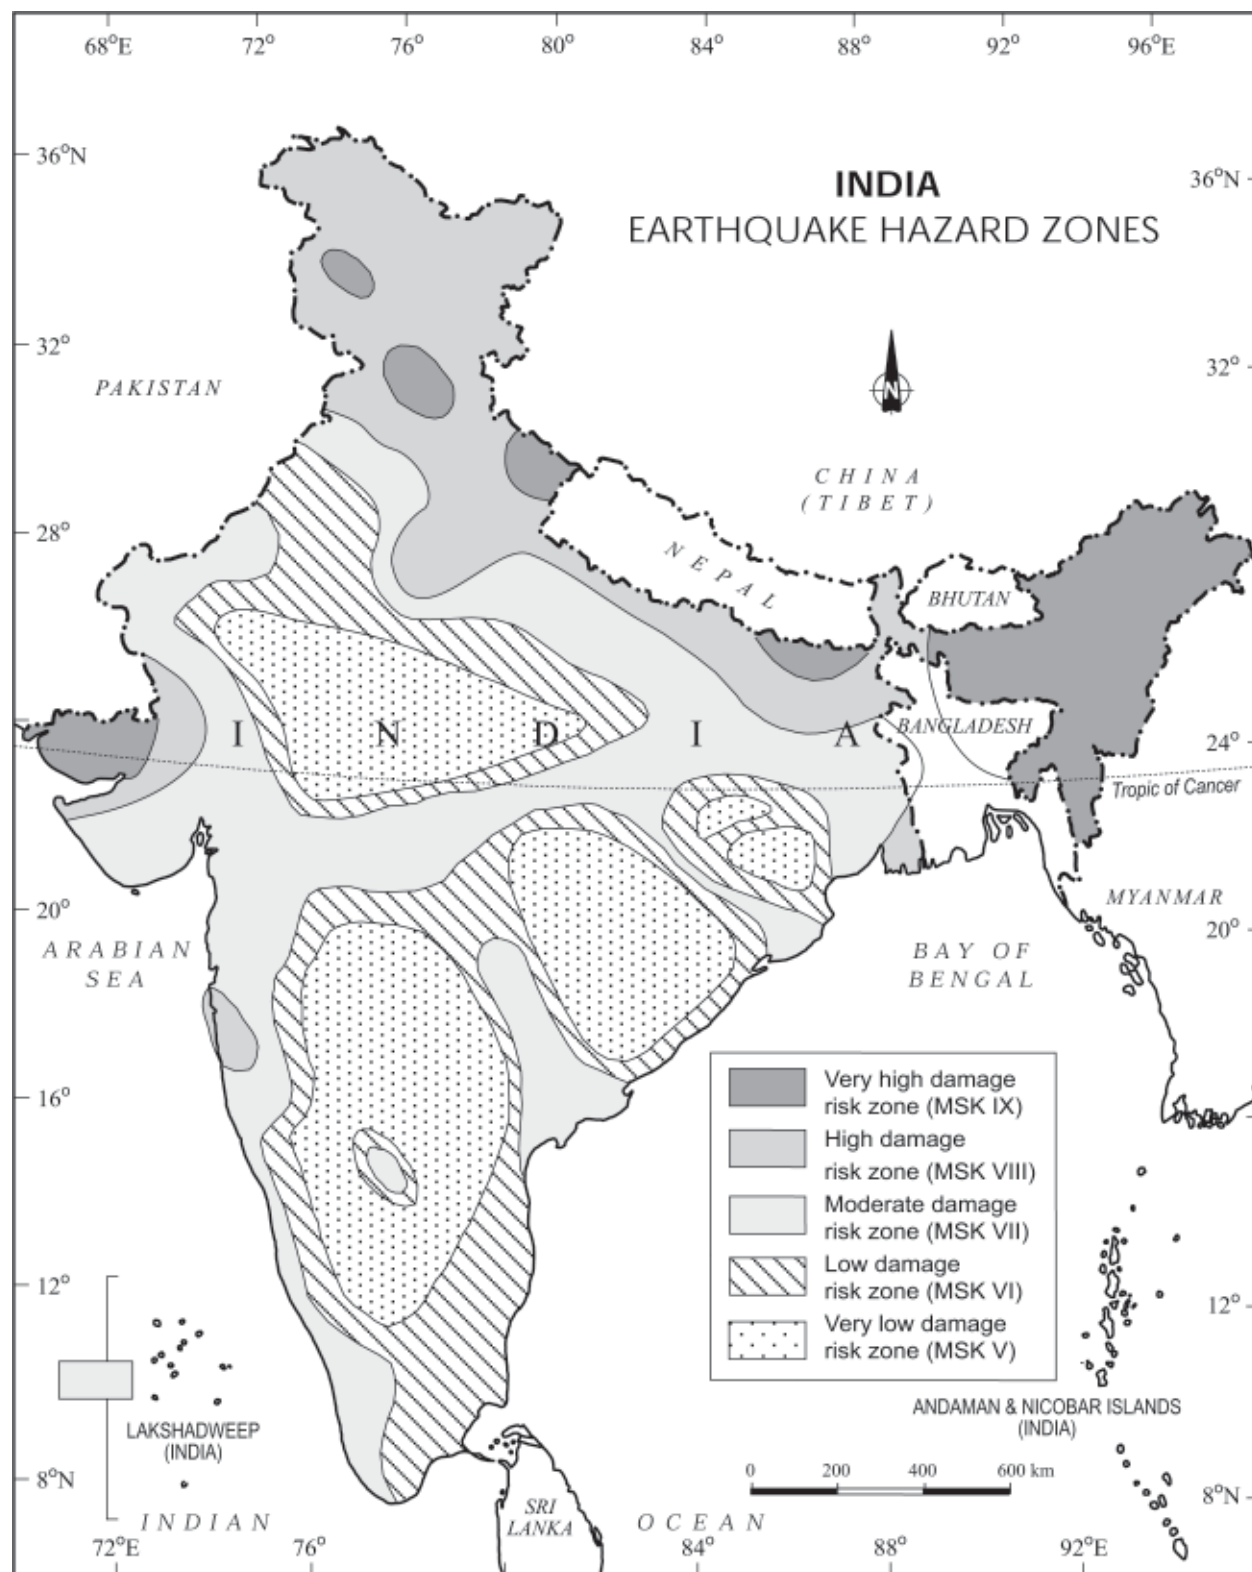 68°E 72° 76° 80° 84° 88° 92° 96°E
36°N
INDIA
36°N
EARTHQUAKE HAZARD ZONES
32°
32°
PAKISTAN
N
CHINA
(TIBET)
28°
NEPAL
BHUTAN
I N D I A
BANGLADESH
24°
Tropic of Cancer
20°
MYANMAR
20°
ARABIAN
SEA
BAY OF
BENGAL
16°
Very high damage
risk zone (MSK IX)
High damage
risk zone (MSK VIII)
Moderate damage
risk zone (MSK VII)
Low damage
risk zone (MSK VI)
Very low damage
risk zone (MSK V)
12°
12°
LAKSHADWEEP
(INDIA)
ANDAMAN & NICOBAR ISLANDS
(INDIA)
0 200 400 600 km
8°N
8°N
SRI
LANKA
INDIAN OCEAN
72°E 76° 84° 88° 92°E